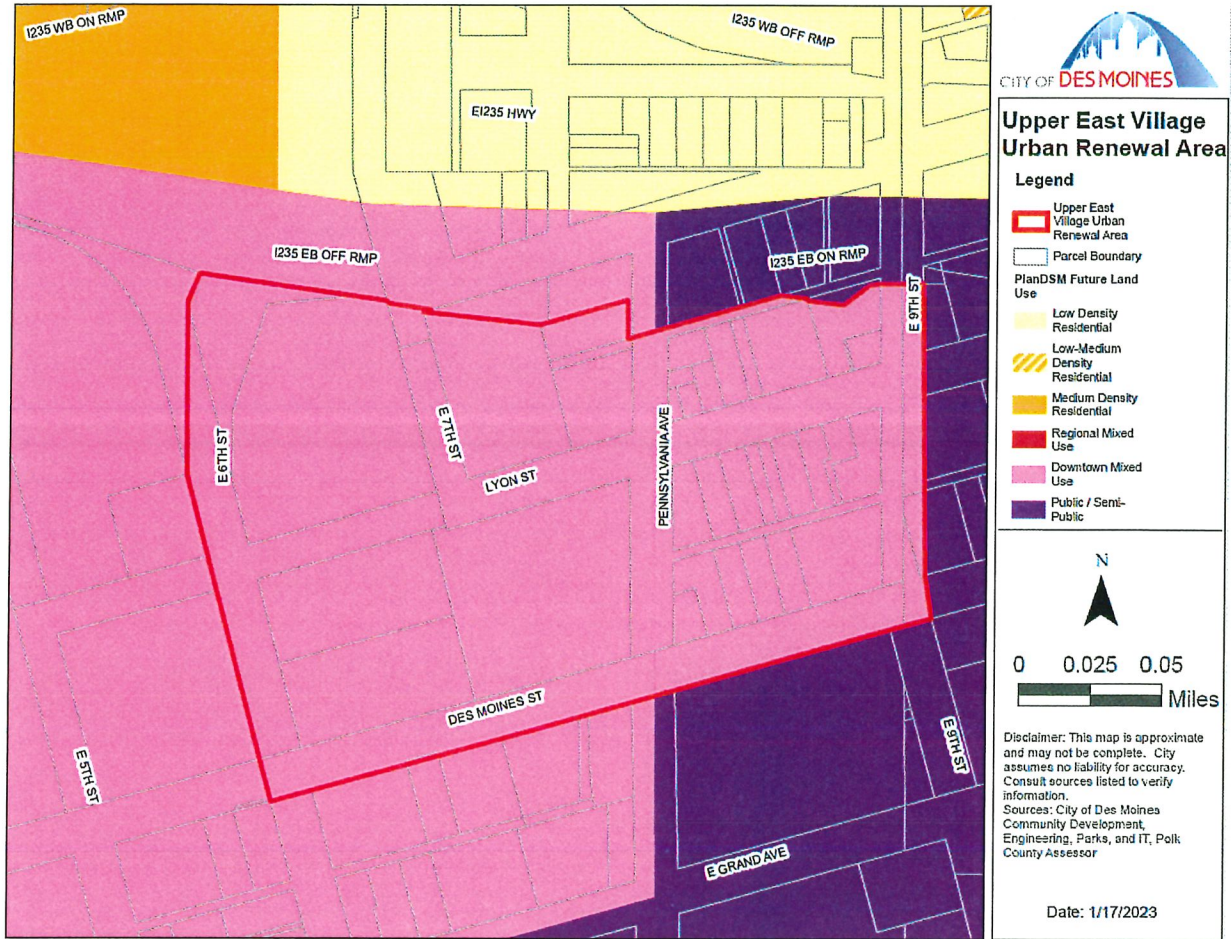 I235 WB ON RMP
I235 WB OFF RMP
EI235 HWY
I235 EB OFF RMP
I235 EB ON RMP
E 9TH ST
E 6TH ST
E 7TH ST
LYON ST
PENNSYLVANIA AVE
DES MOINES ST
E 5TH ST
E 9TH ST
E GRAND AVE
CITY OF DES MOINES
Upper East Village
Urban Renewal Area
Legend
Upper East
Village Urban
Renewal Area
Parcel Boundary
PlanDSM Future Land
Use
Low Density
Residential
Low-Medium
Density
Residential
Medium Density
Residential
Regional Mixed
Use
Downtown Mixed
Use
Public / Semi-
Public
N
0 0.025 0.05
Miles
Disclaimer: This map is approximate
and may not be complete. City
assumes no liability for accuracy.
Consult sources listed to verify
information.
Sources: City of Des Moines
Community Development,
Engineering, Parks, and IT, Polk
County Assessor
Date: 1/17/2023